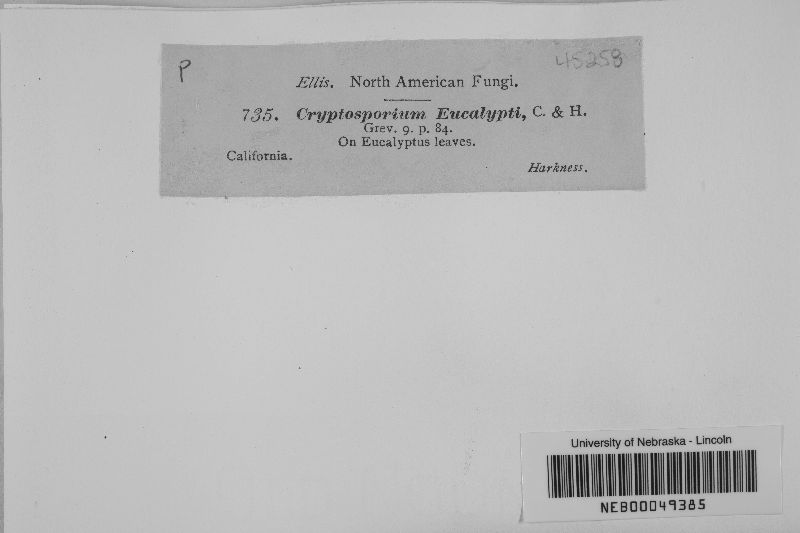 P
45258
Ellis. North American Fungi.
735. Cryptosporium Eucalypti, C. & H.
Grev. 9. p. 84.
On Eucalyptus leaves.
California.
Harkness.
University of Nebraska - Lincoln
NEB00049385